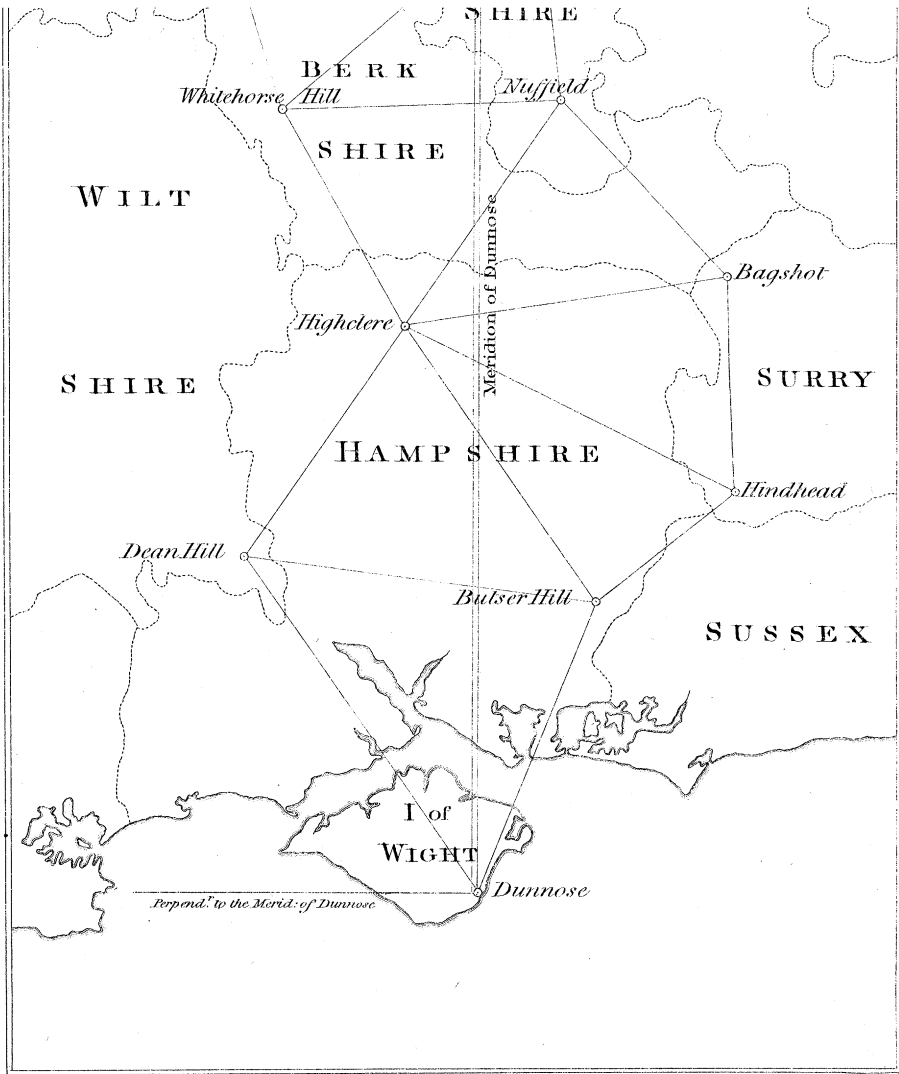 SHIRE
BERK
Whitehorse Hill
Nuffield
SHIRE
WILT
Meridion of Dunnose
Bagshot
Highclere
SHIRE
SURRY
HAMPSHIRE
Hindhead
Dean Hill
Butser Hill
SUSSEX
I of
WIGHT
Dunnose
Perpend.r to the Merid: of Dunnose